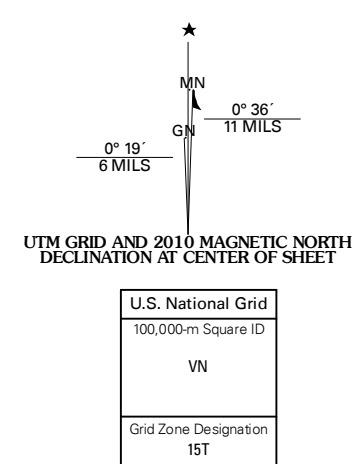 ★
MN
0° 36´
11 MILS
GN
0° 19´
6 MILS
UTM GRID AND 2010 MAGNETIC NORTH
DECLINATION AT CENTER OF SHEET
U.S. National Grid
100,000-m Square ID
VN
Grid Zone Designation
15T